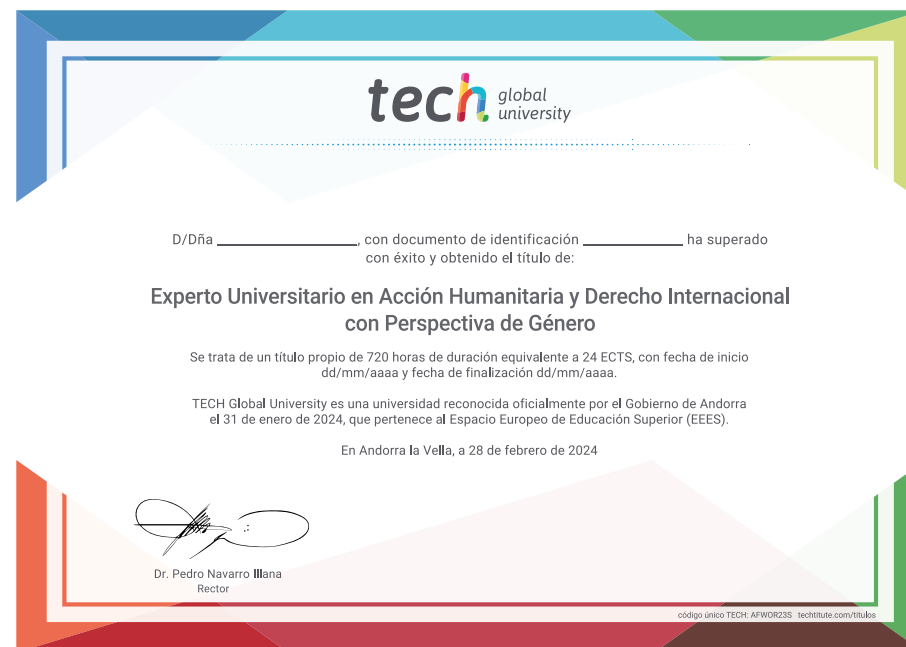 tech global university
D/Dña ____________________, con documento de identificación ______________ ha superado
con éxito y obtenido el título de:
Experto Universitario en Acción Humanitaria y Derecho Internacional
con Perspectiva de Género
Se trata de un título propio de 720 horas de duración equivalente a 24 ECTS, con fecha de inicio
dd/mm/aaaa y fecha de finalización dd/mm/aaaa.
TECH Global University es una universidad reconocida oficialmente por el Gobierno de Andorra
el 31 de enero de 2024, que pertenece al Espacio Europeo de Educación Superior (EEES).
En Andorra la Vella, a 28 de febrero de 2024
Dr. Pedro Navarro Illana
Rector
código único TECH: AFWOR23S techtitute.com/titulos